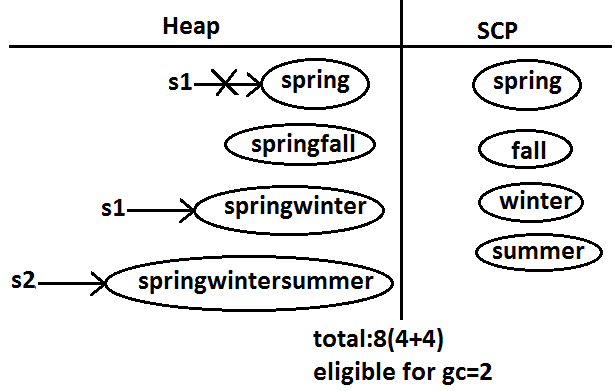 Heap SCP
s1 spring spring
springfall fall
s1 springwinter winter
s2 springwintersummer summer
total:8(4+4)
eligible for gc=2